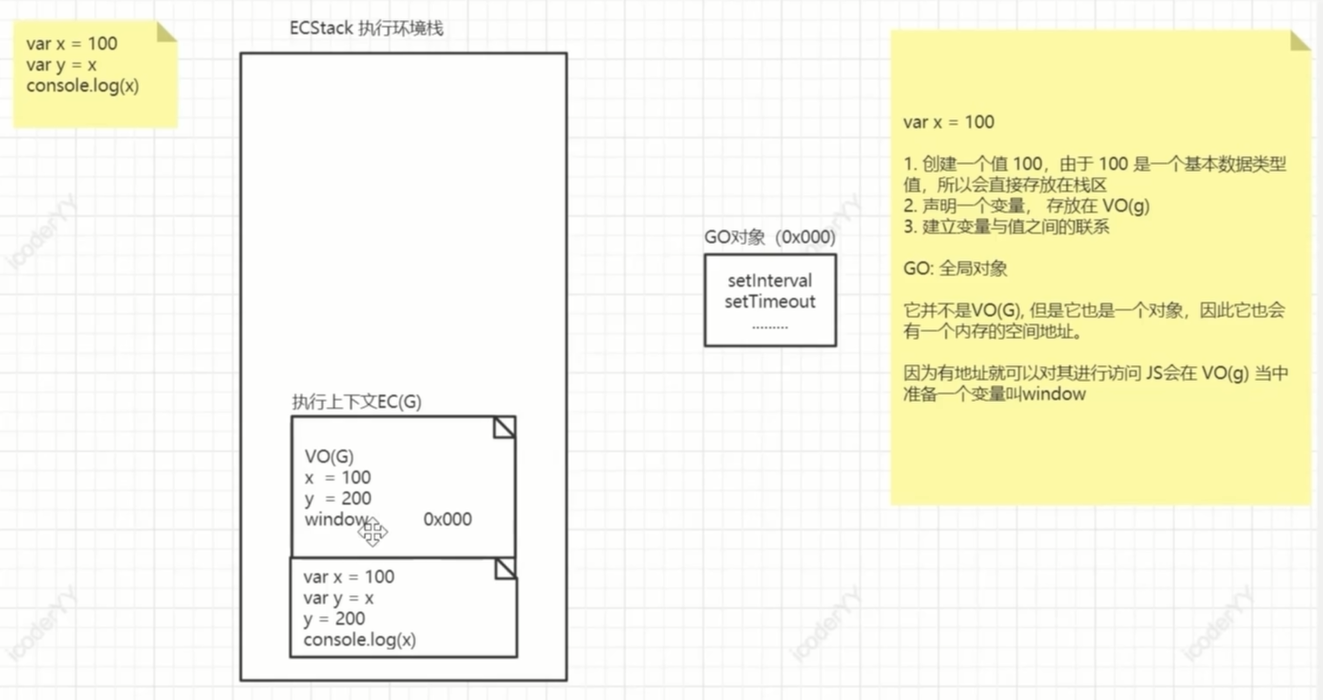 var x = 100
var y = x
console.log(x)
ECStack 执行环境栈
执行上下文EC(G)
VO(G)
x = 100
y = 200
window 0x000
var x = 100
var y = x
y = 200
console.log(x)
GO对象（0x000)
setInterval
setTimeout
.........
var x = 100
1. 创建一个值 100，由于 100 是一个基本数据类型
值，所以会直接存放在栈区
2. 声明一个变量， 存放在 VO(g)
3. 建立变量与值之间的联系
GO: 全局对象
它并不是VO(G), 但是它也是一个对象，因此它也会
有一个内存的空间地址。
因为有地址就可以对其进行访问 JS会在 VO(g) 当中
准备一个变量叫window
icoderYY
icoderYY
icoderYY
icoderYY